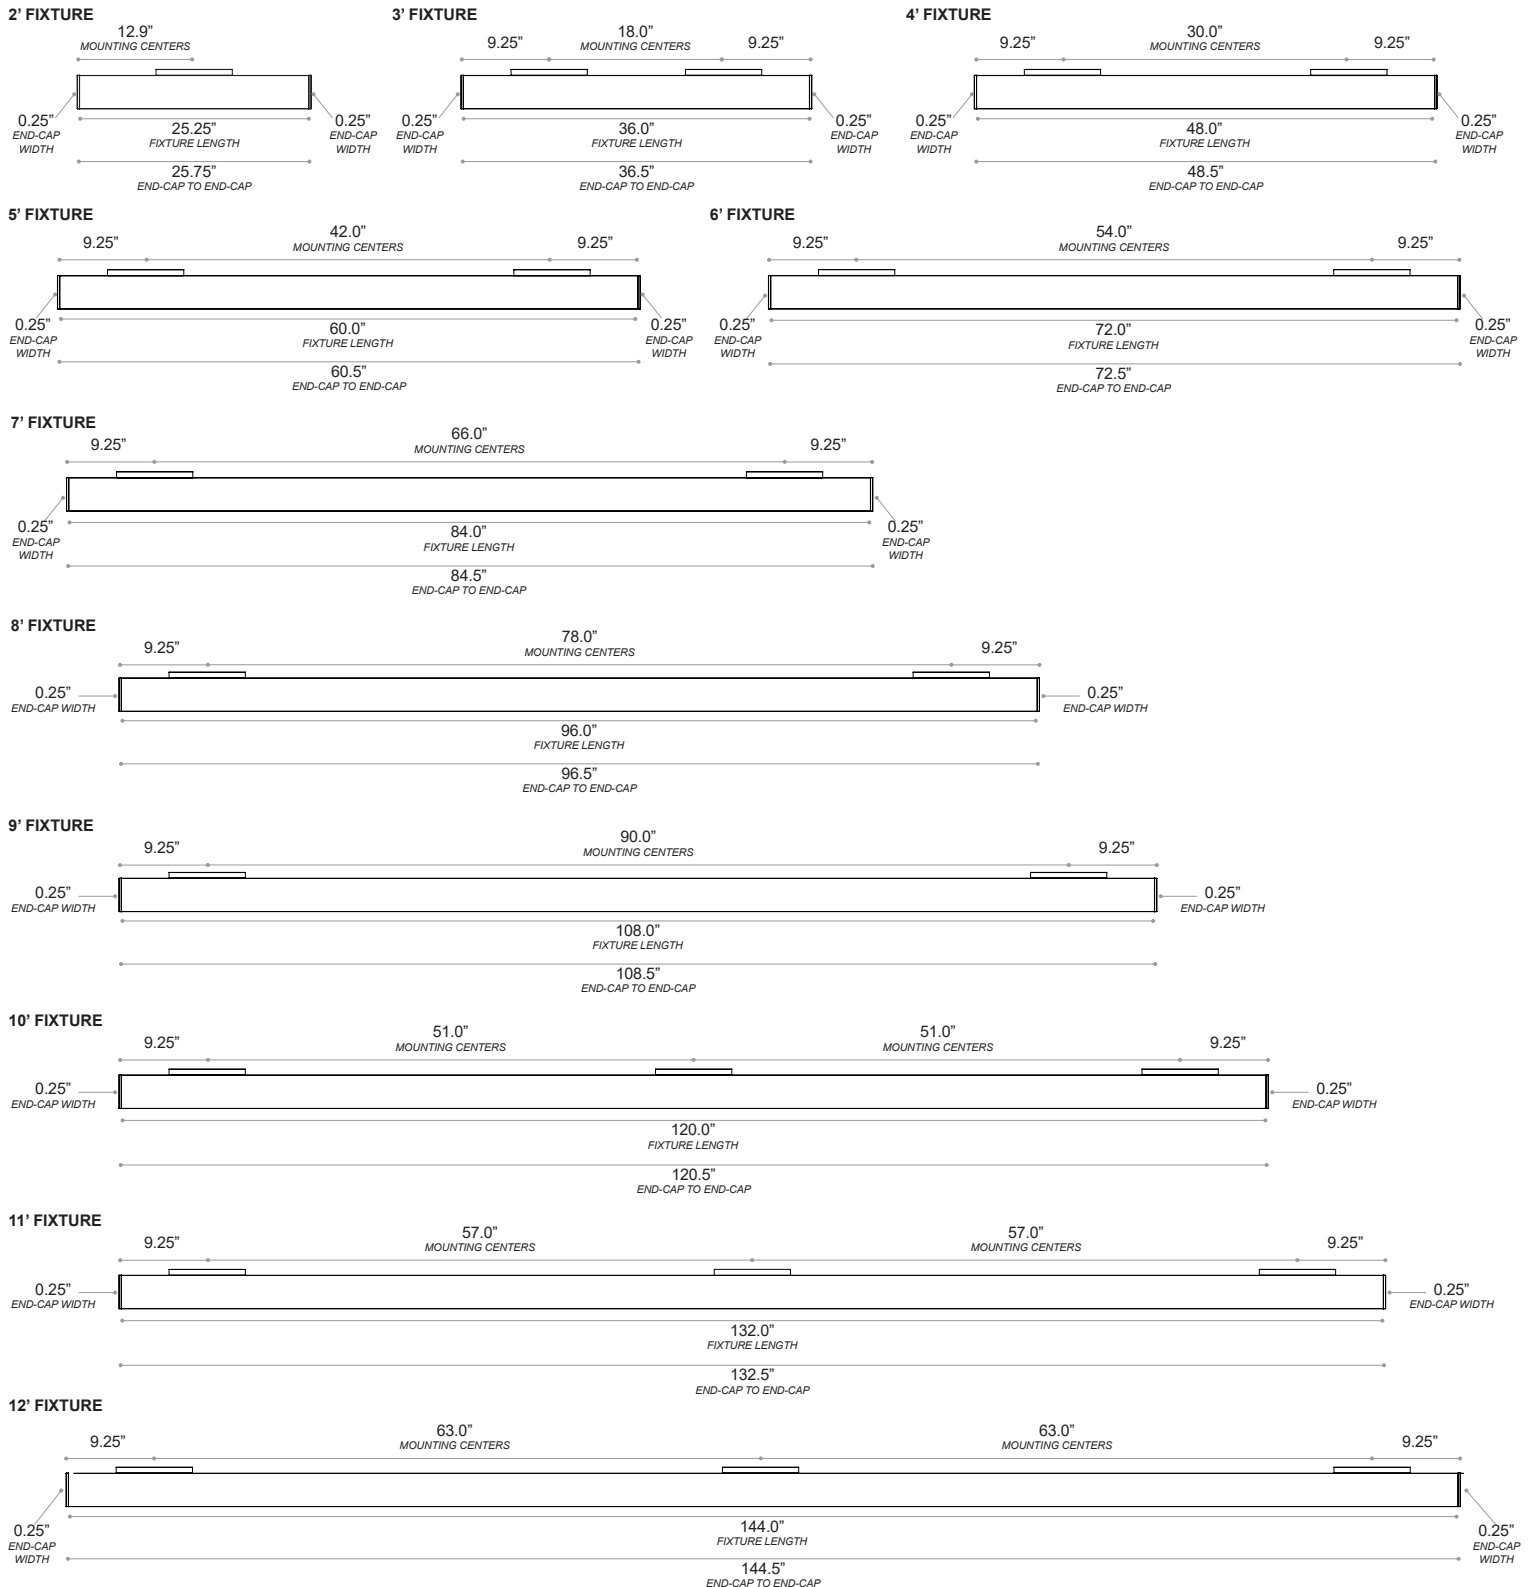 2’ FIXTURE
12.9”
MOUNTING CENTERS
0.25”
END-CAP
WIDTH
0.25”
END-CAP
WIDTH
25.25”
FIXTURE LENGTH
25.75”
END-CAP TO END-CAP
3’ FIXTURE
9.25”
18.0”
MOUNTING CENTERS
9.25”
0.25”
END-CAP
WIDTH
0.25”
END-CAP
WIDTH
36.0”
FIXTURE LENGTH
36.5”
END-CAP TO END-CAP
4’ FIXTURE
9.25”
30.0”
MOUNTING CENTERS
9.25”
0.25”
END-CAP
WIDTH
0.25”
END-CAP
WIDTH
48.0”
FIXTURE LENGTH
48.5”
END-CAP TO END-CAP
5’ FIXTURE
9.25”
42.0”
MOUNTING CENTERS
9.25”
0.25”
END-CAP
WIDTH
0.25”
END-CAP
WIDTH
60.0”
FIXTURE LENGTH
60.5”
END-CAP TO END-CAP
6’ FIXTURE
9.25”
54.0”
MOUNTING CENTERS
9.25”
0.25”
END-CAP
WIDTH
0.25”
END-CAP
WIDTH
72.0”
FIXTURE LENGTH
72.5”
END-CAP TO END-CAP
7’ FIXTURE
9.25”
66.0”
MOUNTING CENTERS
9.25”
0.25”
END-CAP
WIDTH
0.25”
END-CAP
WIDTH
84.0”
FIXTURE LENGTH
84.5”
END-CAP TO END-CAP
8’ FIXTURE
9.25”
78.0”
MOUNTING CENTERS
9.25”
0.25”
END-CAP WIDTH
0.25”
END-CAP WIDTH
96.0”
FIXTURE LENGTH
96.5”
END-CAP TO END-CAP
9’ FIXTURE
9.25”
90.0”
MOUNTING CENTERS
9.25”
0.25”
END-CAP WIDTH
0.25”
END-CAP WIDTH
108.0”
FIXTURE LENGTH
108.5”
END-CAP TO END-CAP
10’ FIXTURE
9.25”
51.0”
MOUNTING CENTERS
51.0”
MOUNTING CENTERS
9.25”
0.25”
END-CAP WIDTH
0.25”
END-CAP WIDTH
120.0”
FIXTURE LENGTH
120.5”
END-CAP TO END-CAP
11’ FIXTURE
9.25”
57.0”
MOUNTING CENTERS
57.0”
MOUNTING CENTERS
9.25”
0.25”
END-CAP WIDTH
0.25”
END-CAP WIDTH
132.0”
FIXTURE LENGTH
132.5”
END-CAP TO END-CAP
12’ FIXTURE
9.25”
63.0”
MOUNTING CENTERS
63.0”
MOUNTING CENTERS
9.25”
0.25”
END-CAP
WIDTH
0.25”
END-CAP
WIDTH
144.0”
FIXTURE LENGTH
144.5”
END-CAP TO END-CAP